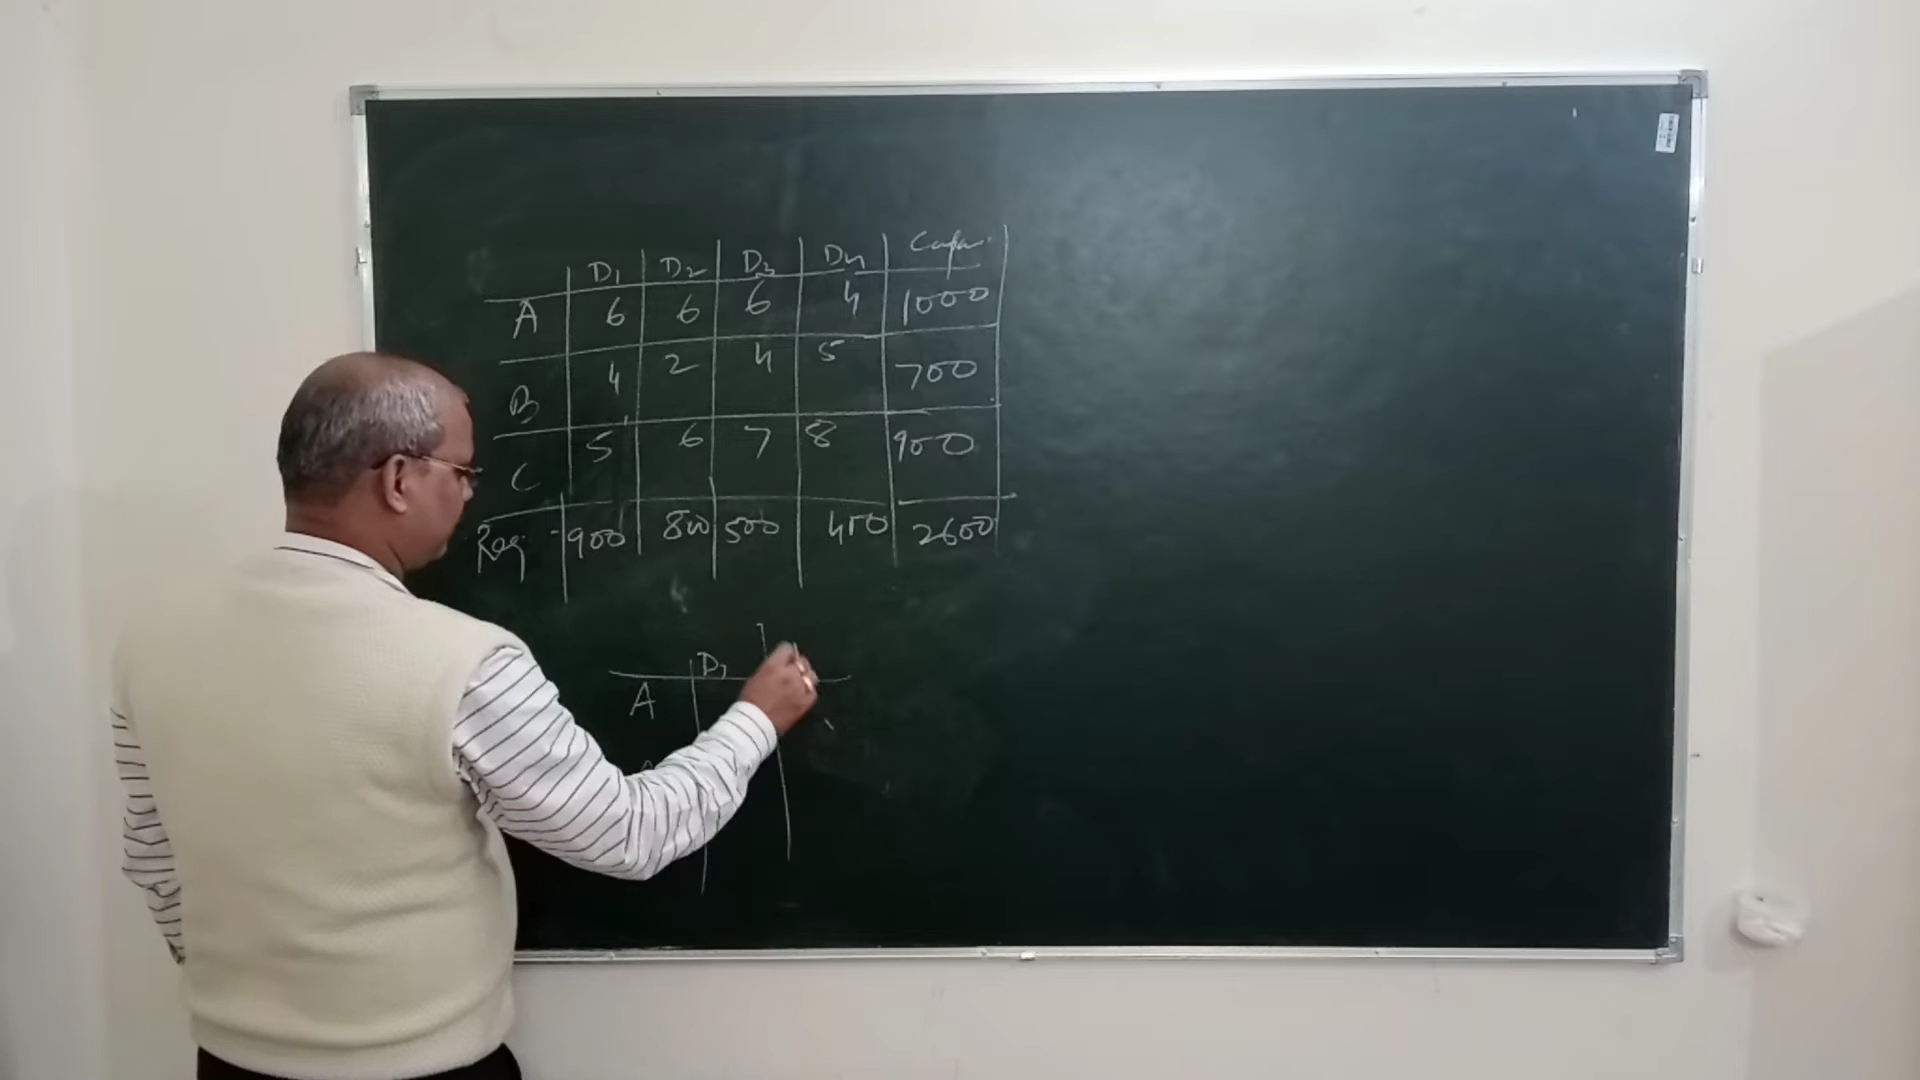 D1 D2 D3 D4 Capa.
A 6 6 6 4 1000
B 4 2 4 5 700
C 5 6 7 8 900
Req. 900 800 500 400 2600
D1
A